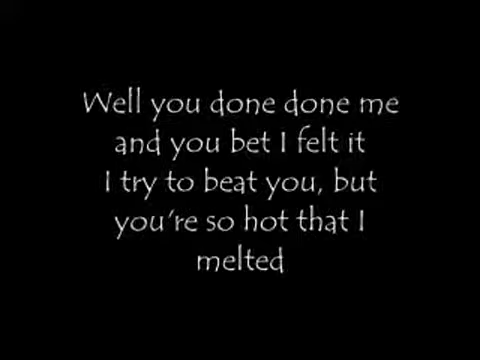 Well you done done me
and you bet I felt it
I try to beat you, but
you're so hot that I
melted